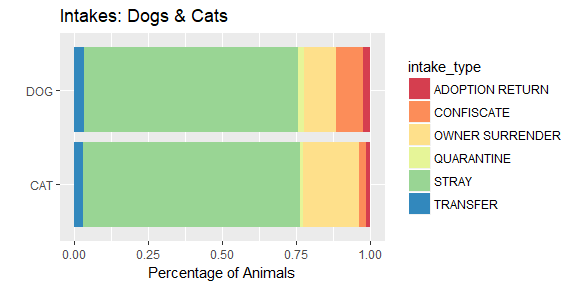 Intakes: Dogs & Cats
DOG
CAT
0.00 0.25 0.50 0.75 1.00
Percentage of Animals
intake_type
ADOPTION RETURN
CONFISCATE
OWNER SURRENDER
QUARANTINE
STRAY
TRANSFER